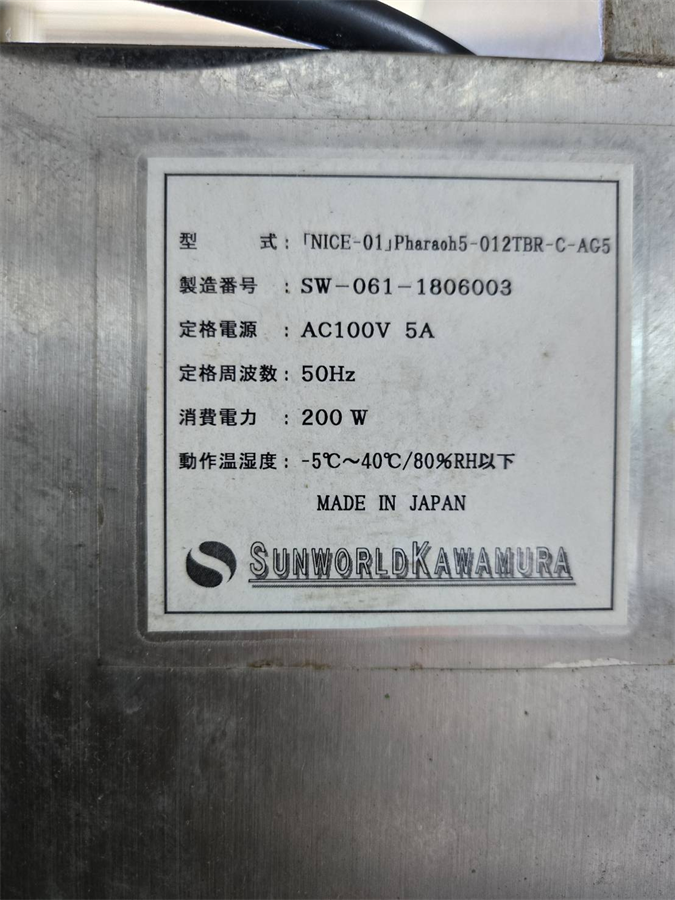 型　　　式：「NICE-01」Pharaoh5-012TBR-C-AG5
製造番号　：SW-061-1806003
定格電源　：AC100V 5A
定格周波数：50Hz
消費電力　：200 W
動作温湿度：-5℃～40℃/80%RH以下
MADE IN JAPAN
SUNWORLDKAWAMURA